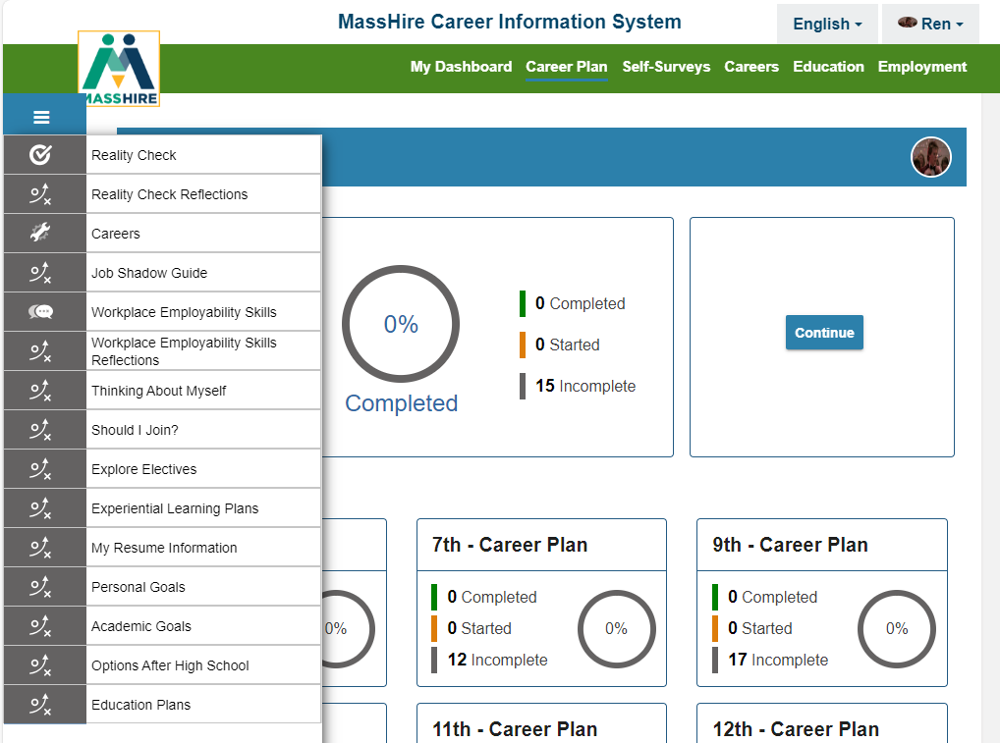 MassHire Career Information System
English
Ren
MASSHIRE
My Dashboard Career Plan Self-Surveys Careers Education Employment
Reality Check
Reality Check Reflections
Careers
Job Shadow Guide
Workplace Employability Skills
Workplace Employability Skills
Reflections
Thinking About Myself
Should I Join?
Explore Electives
Experiential Learning Plans
My Resume Information
Personal Goals
Academic Goals
Options After High School
Education Plans
0%
Completed
0 Completed
0 Started
15 Incomplete
Continue
0%
7th - Career Plan
0 Completed
0 Started
12 Incomplete
0%
9th - Career Plan
0 Completed
0 Started
17 Incomplete
0%
11th - Career Plan
12th - Career Plan